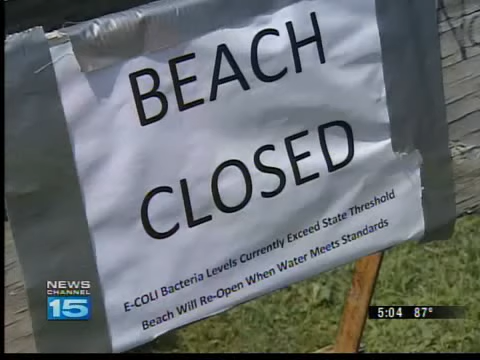 BEACH
CLOSED
E-COLI Bacteria Levels Currently Exceed State Threshold
Beach Will Re-Open When Water Meets Standards
NEWS
CHANNEL
15
5:04 87°